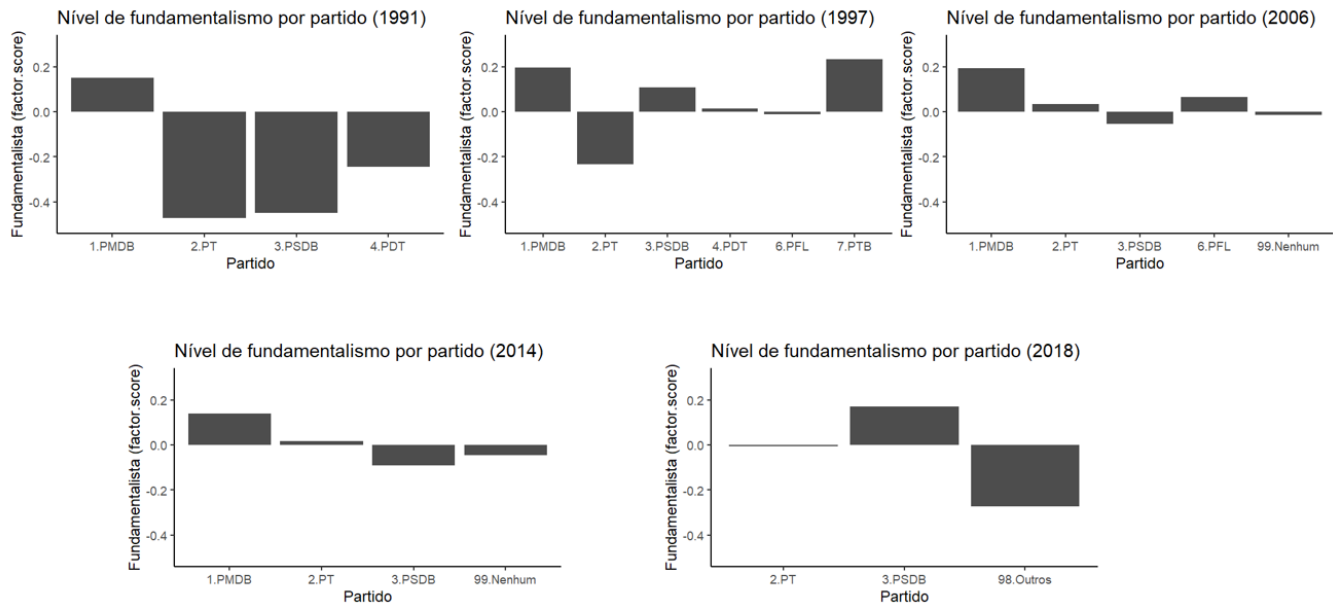 Nível de fundamentalismo por partido (1991)
Fundamentalista (factor.score)
0.2
0.0
-0.2
-0.4
1.PMDB 2.PT 3.PSDB 4.PDT
Partido
Nível de fundamentalismo por partido (1997)
Fundamentalista (factor.score)
0.2
0.0
-0.2
-0.4
1.PMDB 2.PT 3.PSDB 4.PDT 6.PFL 7.PTB
Partido
Nível de fundamentalismo por partido (2006)
Fundamentalista (factor.score)
0.2
0.0
-0.2
-0.4
1.PMDB 2.PT 3.PSDB 6.PFL 99.Nenhum
Partido
Nível de fundamentalismo por partido (2014)
Fundamentalista (factor.score)
0.2
0.0
-0.2
-0.4
1.PMDB 2.PT 3.PSDB 99.Nenhum
Partido
Nível de fundamentalismo por partido (2018)
Fundamentalista (factor.score)
0.2
0.0
-0.2
-0.4
2.PT 3.PSDB 98.Outros
Partido